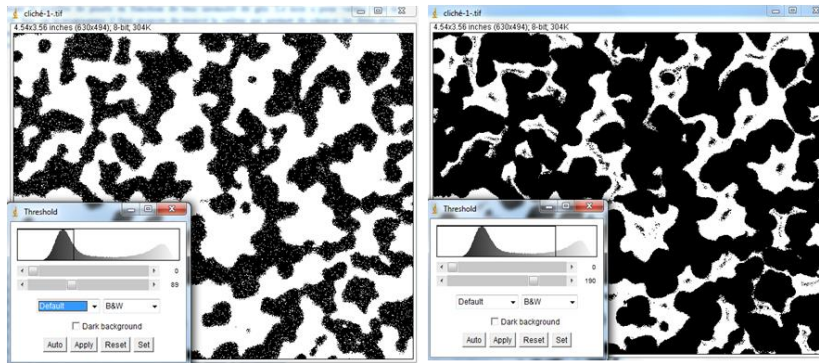 cliché-1-.tif
4.54x3.56 inches (630x494); 8-bit; 304K
Threshold
0
89
Default
B&W
Dark background
Auto
Apply
Reset
Set
cliché-1-.tif
4.54x3.56 inches (630x494); 8-bit; 304K
Threshold
0
190
Default
B&W
Dark background
Auto
Apply
Reset
Set